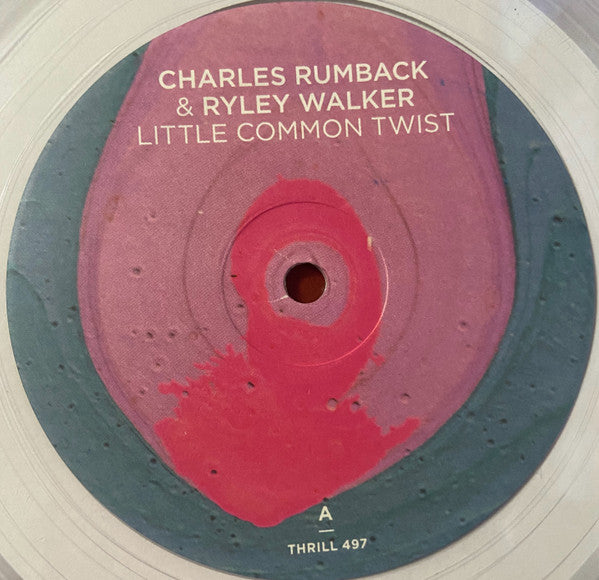 CHARLES RUMBACK
& RYLEY WALKER
LITTLE COMMON TWIST
A
THRILL 497